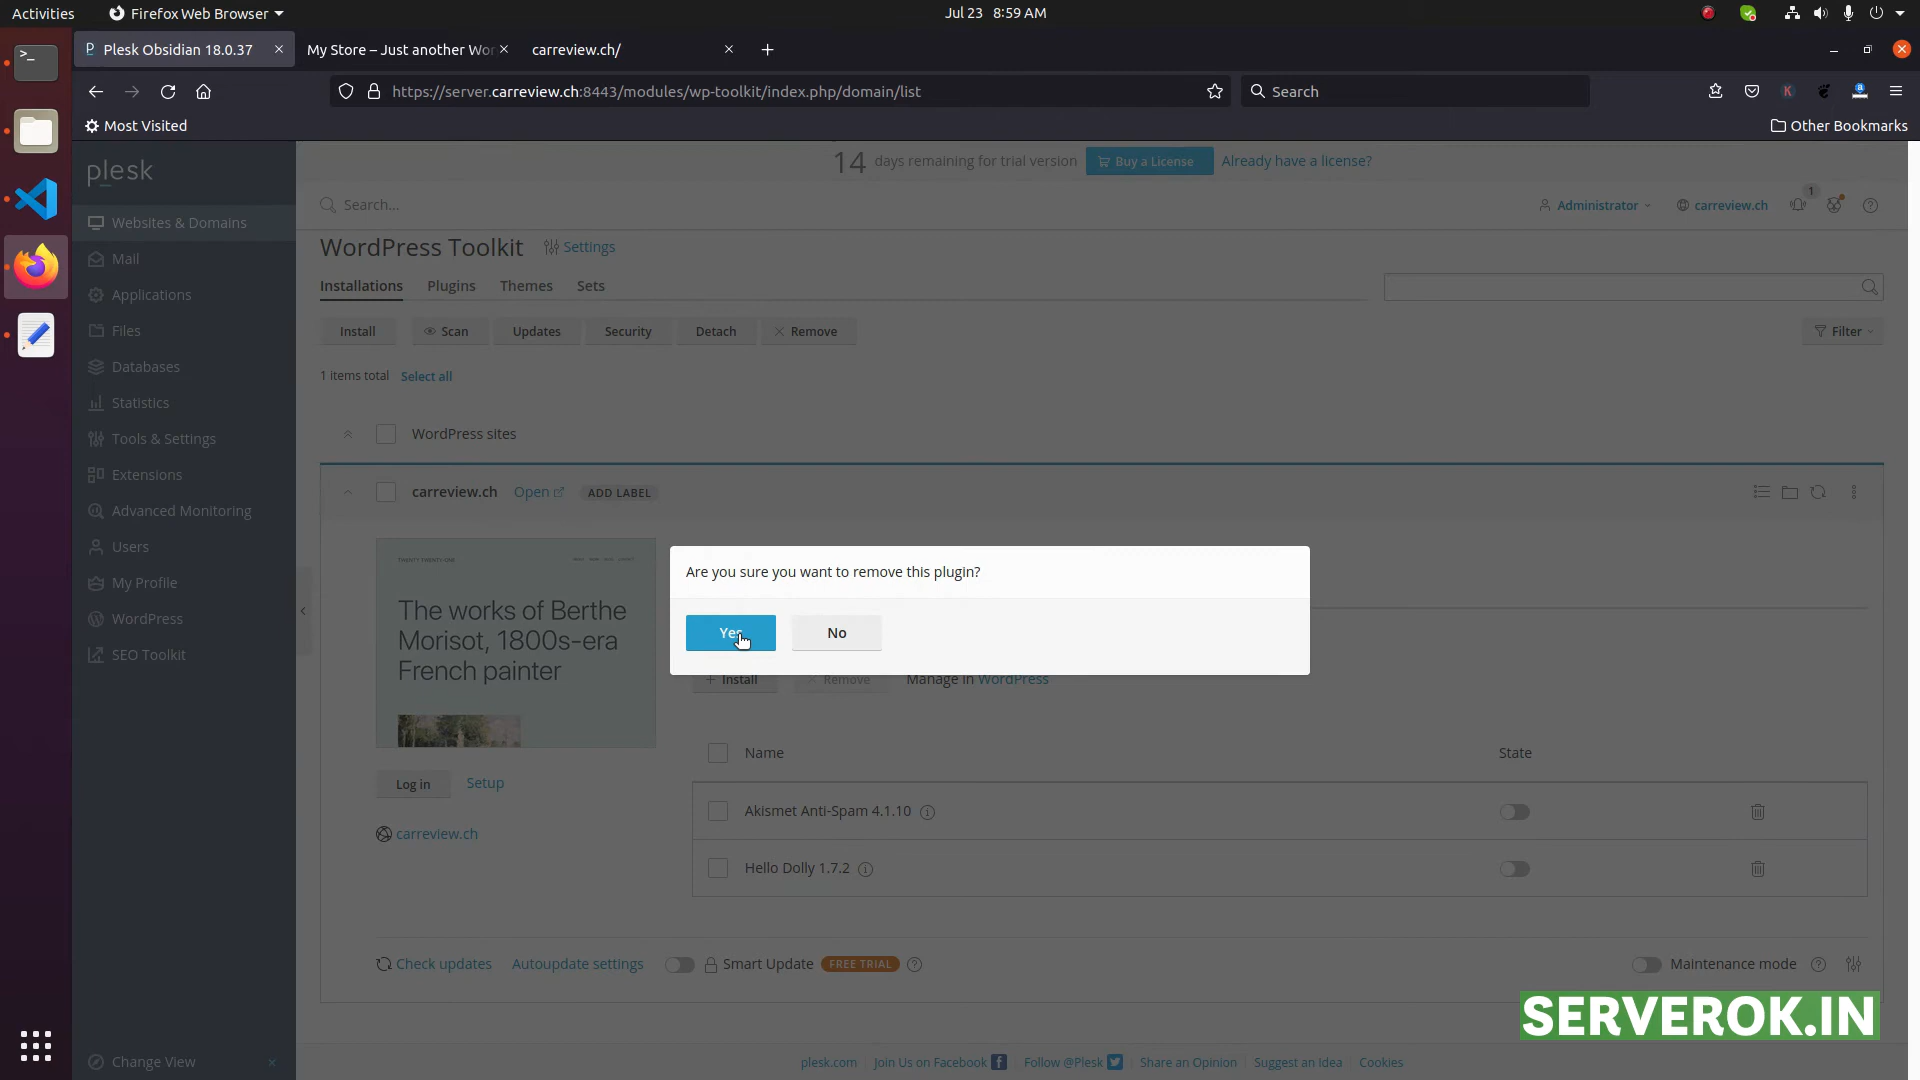 Activities
Firefox Web Browser
Jul 23 8:59 AM
Plesk Obsidian 18.0.37
My Store – Just another Wor
carreview.ch/
https://server.carreview.ch:8443/modules/wp-toolkit/index.php/domain/list
Search
Most Visited
Other Bookmarks
plesk
14 days remaining for trial version
Buy a License
Already have a license?
Search...
Administrator
carreview.ch
1
Websites & Domains
Mail
Applications
Files
Databases
Statistics
Tools & Settings
Extensions
Advanced Monitoring
Users
My Profile
WordPress
SEO Toolkit
Change View
WordPress Toolkit
Settings
Installations
Plugins
Themes
Sets
Install
Scan
Updates
Security
Detach
Remove
Filter
1 items total
Select all
WordPress sites
carreview.ch
Open
ADD LABEL
The works of Berthe
Morisot, 1800s-era
French painter
Log in
Setup
carreview.ch
Are you sure you want to remove this plugin?
Yes
No
+ Install
Remove
Manage in WordPress
Name
State
Akismet Anti-Spam 4.1.10
Hello Dolly 1.7.2
Check updates
Autoupdate settings
Smart Update
FREE TRIAL
Maintenance mode
SERVEROK.IN
plesk.com
Join Us on Facebook
Follow @Plesk
Share an Opinion
Suggest an Idea
Cookies